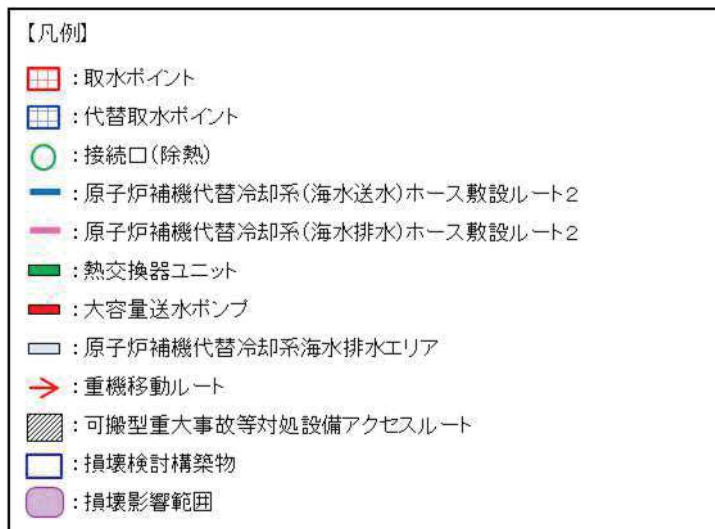 【凡例】
：取水ポイント
：代替取水ポイント
：接続口(除熱)
：原子炉補機代替冷却系(海水送水)ホース敷設ルート2
：原子炉補機代替冷却系(海水排水)ホース敷設ルート2
：熱交換器ユニット
：大容量送水ポンプ
：原子炉補機代替冷却系海水排水エリア
：重機移動ルート
：可搬型重大事故等対処設備アクセスルート
：損壊検討構築物
：損壊影響範囲